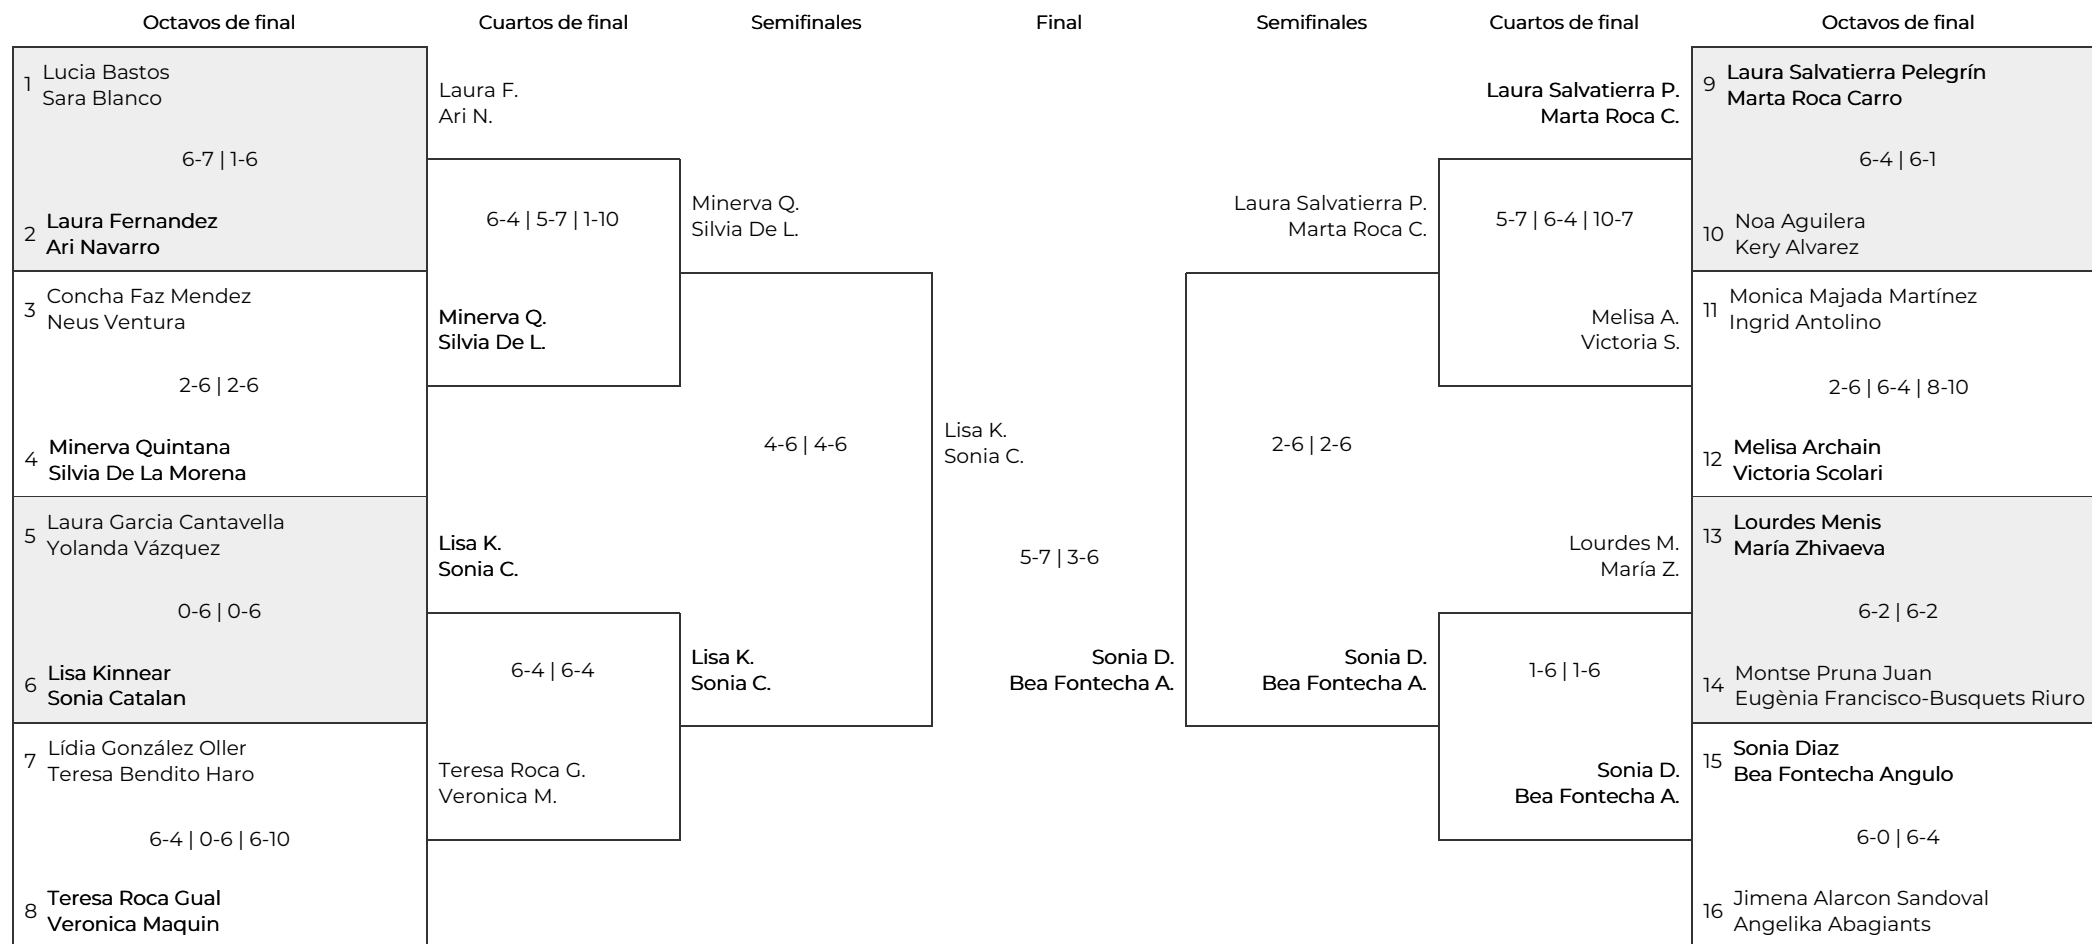 Octavos de final
Cuartos de final
Semifinales
Final
Semifinales
Cuartos de final
Octavos de final
1
Lucia Bastos
Sara Blanco
6-7 | 1-6
2
Laura Fernandez
Ari Navarro
3
Concha Faz Mendez
Neus Ventura
2-6 | 2-6
4
Minerva Quintana
Silvia De La Morena
5
Laura Garcia Cantavella
Yolanda Vázquez
0-6 | 0-6
6
Lisa Kinnear
Sonia Catalan
7
Lídia González Oller
Teresa Bendito Haro
6-4 | 0-6 | 6-10
8
Teresa Roca Gual
Veronica Maquin
Laura F.
Ari N.
6-4 | 5-7 | 1-10
Minerva Q.
Silvia De L.
Lisa K.
Sonia C.
6-4 | 6-4
Teresa Roca G.
Veronica M.
Minerva Q.
Silvia De L.
4-6 | 4-6
Lisa K.
Sonia C.
Lisa K.
Sonia C.
5-7 | 3-6
Sonia D.
Bea Fontecha A.
Laura Salvatierra P.
Marta Roca C.
2-6 | 2-6
Sonia D.
Bea Fontecha A.
Laura Salvatierra P.
Marta Roca C.
5-7 | 6-4 | 10-7
Melisa A.
Victoria S.
Lourdes M.
María Z.
1-6 | 1-6
Sonia D.
Bea Fontecha A.
9
Laura Salvatierra Pelegrín
Marta Roca Carro
6-4 | 6-1
10
Noa Aguilera
Kery Alvarez
11
Monica Majada Martínez
Ingrid Antolino
2-6 | 6-4 | 8-10
12
Melisa Archain
Victoria Scolari
13
Lourdes Menis
María Zhivaeva
6-2 | 6-2
14
Montse Pruna Juan
Eugènia Francisco-Busquets Riuro
15
Sonia Diaz
Bea Fontecha Angulo
6-0 | 6-4
16
Jimena Alarcon Sandoval
Angelika Abagiants